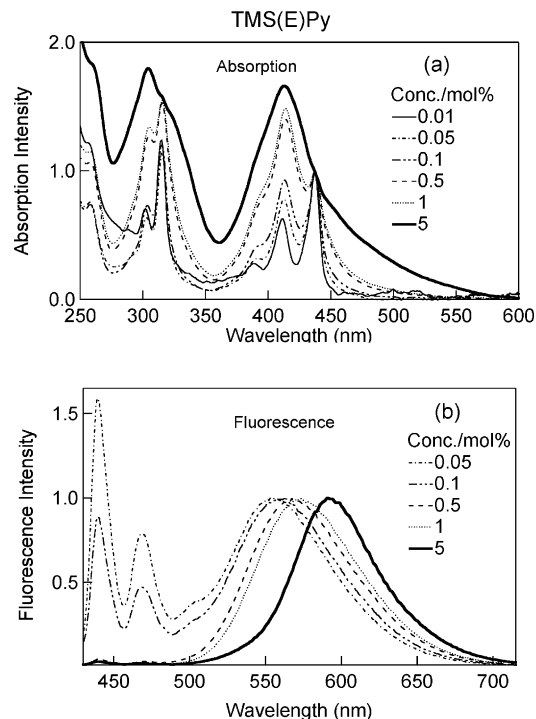 TMS(E)Py
2.0
1.0
0.0
Absorption Intensity
Absorption
(a)
Conc./mol%
0.01
0.05
0.1
0.5
1
5
250 300 350 400 450 500 550 600
Wavelength (nm)
1.5
1.0
0.5
Fluorescence Intensity
Fluorescence
(b)
Conc./mol%
0.05
0.1
0.5
1
5
450 500 550 600 650 700
Wavelength (nm)